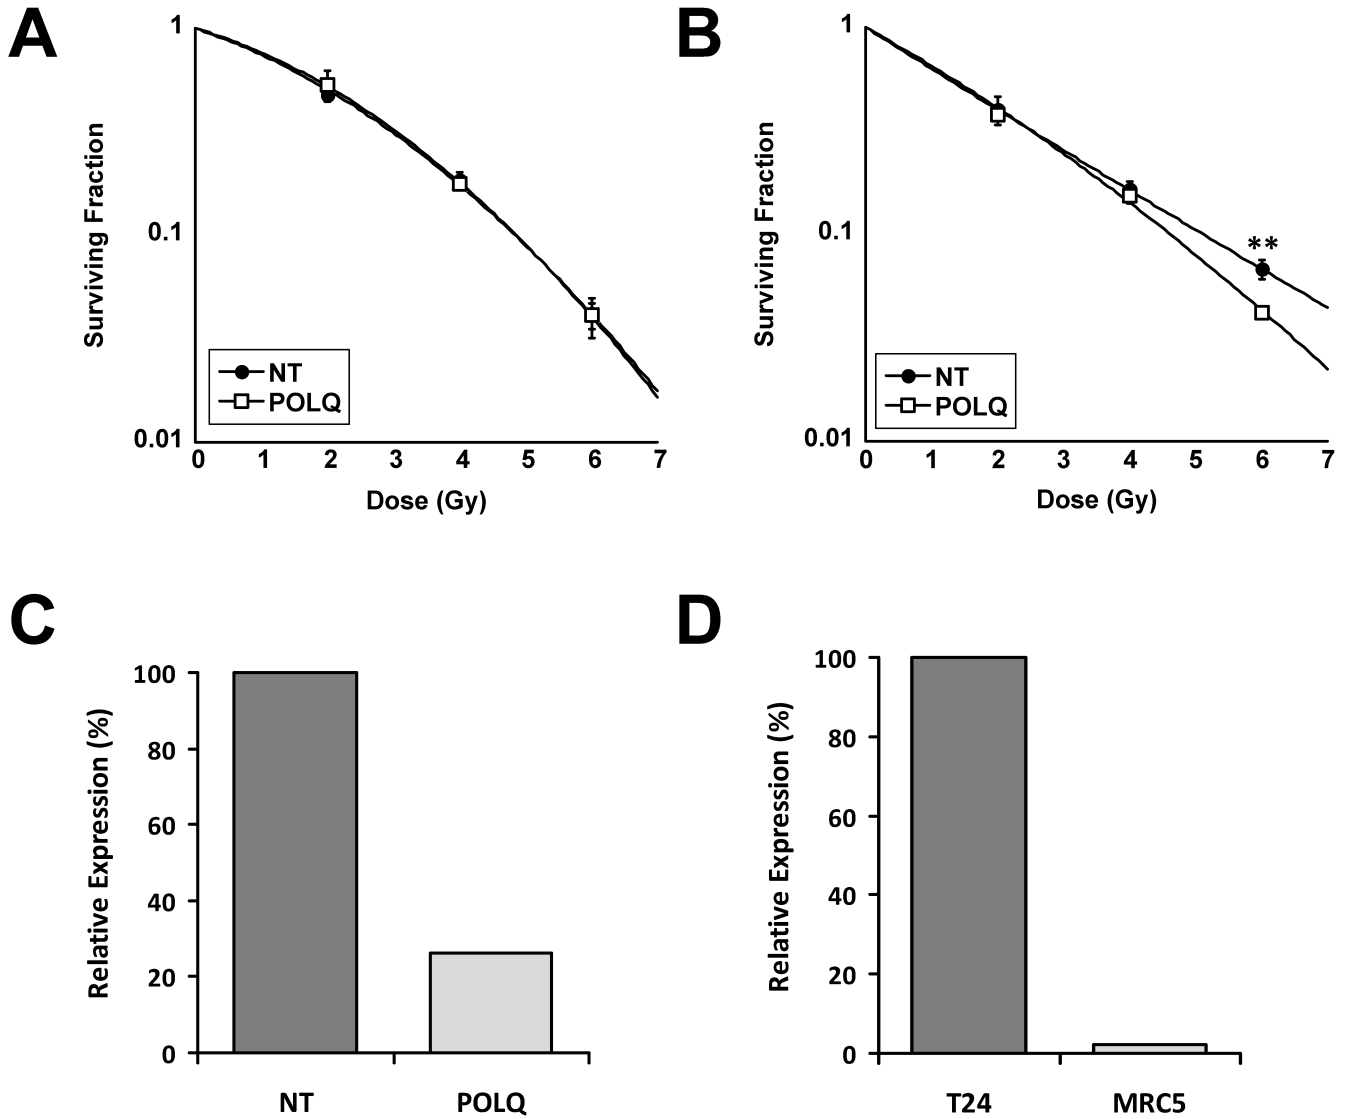 A
1
0.1
0.01
Surviving Fraction
NT
POLQ
0 1 2 3 4 5 6 7
Dose (Gy)
B
1
0.1
0.01
Surviving Fraction
**
NT
POLQ
0 1 2 3 4 5 6 7
Dose (Gy)
C
100
80
60
40
20
0
Relative Expression (%)
NT POLQ
D
100
80
60
40
20
0
Relative Expression (%)
T24 MRC5